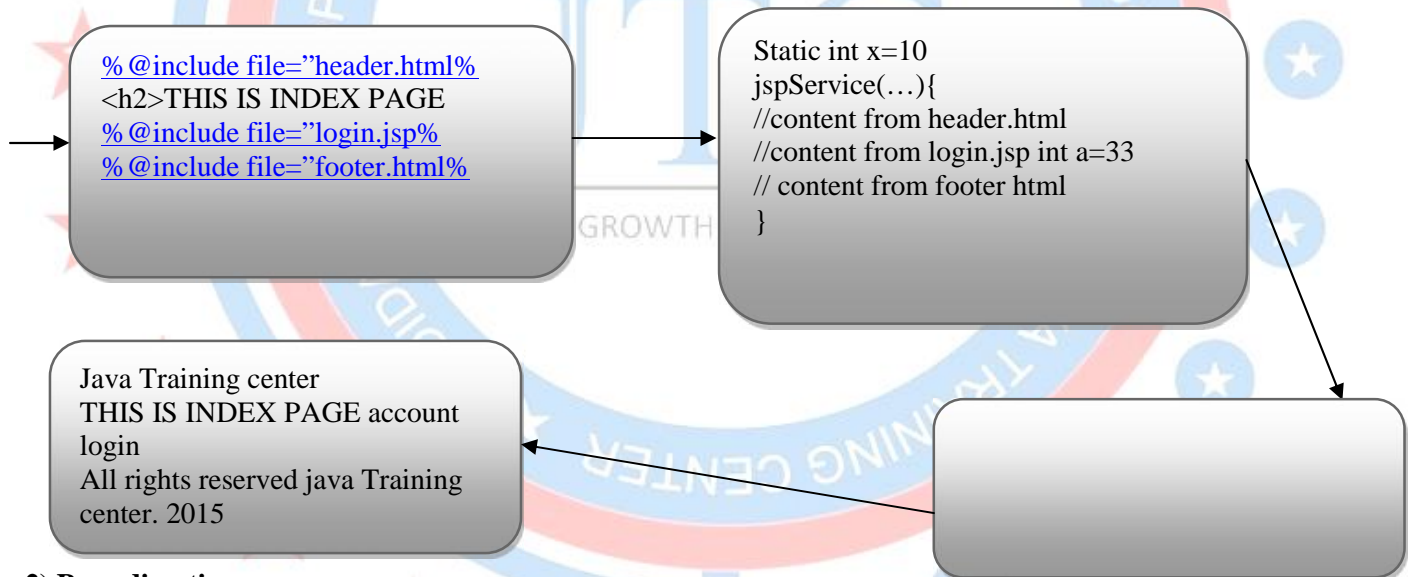 %@include file=”header.html%
<h2>THIS IS INDEX PAGE
%@include file=”login.jsp%
%@include file=”footer.html%
Static int x=10
jspService(…){
//content from header.html
//content from login.jsp int a=33
// content from footer html
}
GROWTH
Java Training center
THIS IS INDEX PAGE account
login
All rights reserved java Training
center. 2015
CENTER